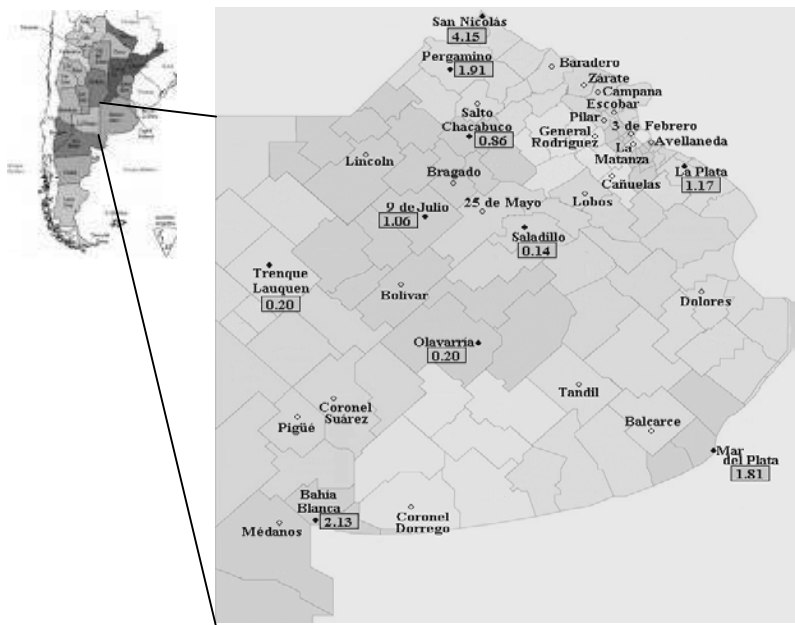 San Nicolás
4.15
Pergamino
1.91
Baradero
Zárate
Campana
Escobar
Salto
Pilar
Chacabuco
0.86
3 de Febrero
General
Rodriguez
Avellaneda
La
Matanza
Lincoln
Bragado
La Plata
1.17
Cañuelas
Lobos
9 de Julio
1.06
25 de Mayo
Saladillo
0.14
Trenque
Lauquen
0.20
Bolívar
Dolores
Olavarría
0.20
Tandil
Coronel
Suárez
Pigüé
Balcarce
Mar
del Plata
1.81
Bahía
Blanca
2.13
Médanos
Coronel
Dorrego